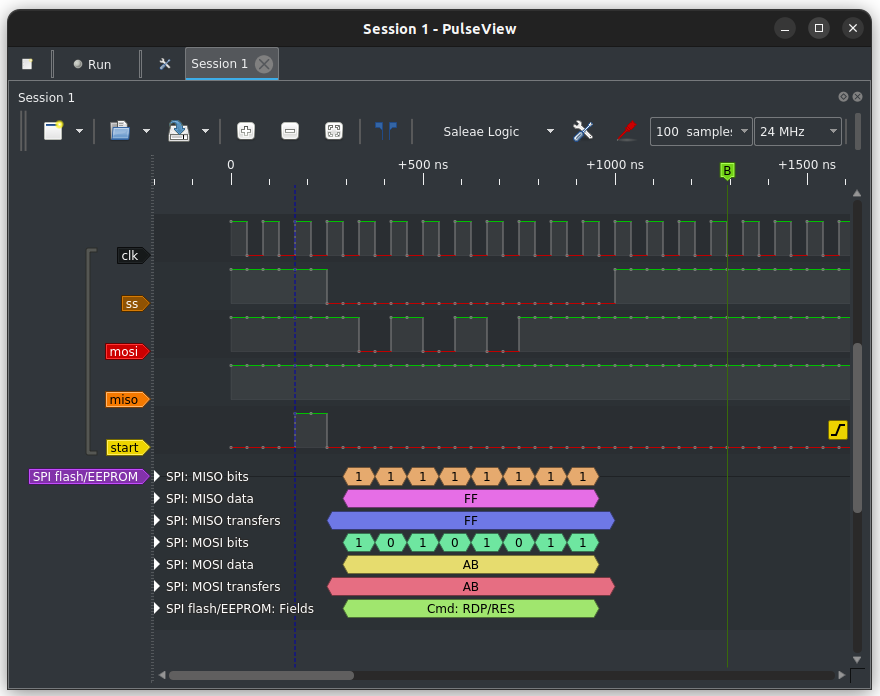 Session 1 - PulseView
Run
Session 1
Session 1
Saleae Logic
100 samples
24 MHz
0 +500 ns +1000 ns +1500 ns
B
clk
ss
mosi
miso
start
SPI flash/EEPROM
SPI: MISO bits 1 1 1 1 1 1 1 1
SPI: MISO data FF
SPI: MISO transfers FF
SPI: MOSI bits 1 0 1 0 1 0 1 1
SPI: MOSI data AB
SPI: MOSI transfers AB
SPI flash/EEPROM: Fields Cmd: RDP/RES